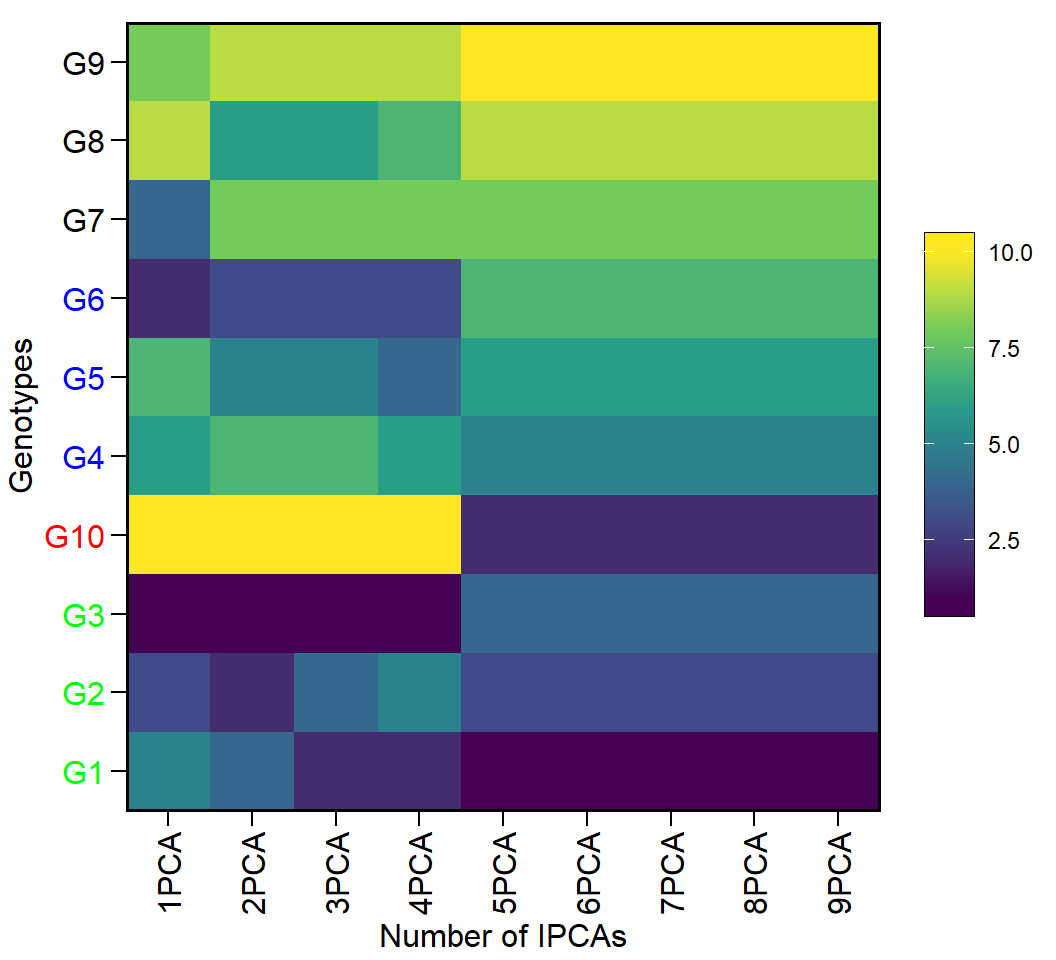 G9
G8
G7
G6
G5
G4
G10
G3
G2
G1
Genotypes
1PCA
2PCA
3PCA
4PCA
5PCA
6PCA
7PCA
8PCA
9PCA
Number of IPCAs
10.0
7.5
5.0
2.5